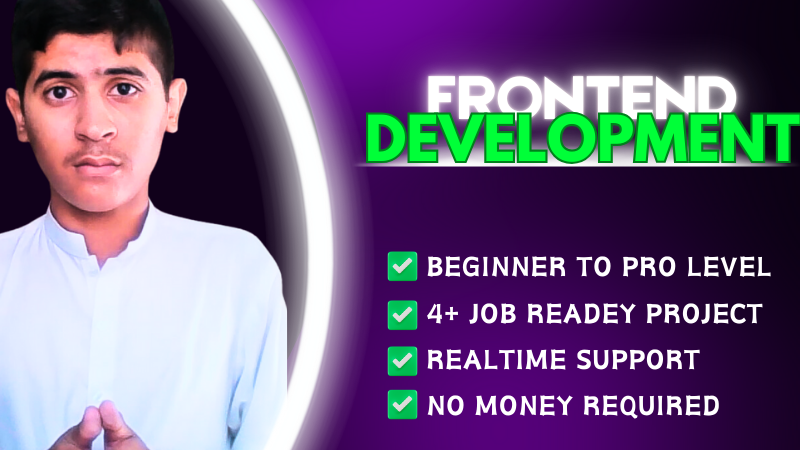 FRONTEND
DEVELOPMENT
✅ BEGINNER TO PRO LEVEL
✅ 4+ JOB READEY PROJECT
✅ REALTIME SUPPORT
✅ NO MONEY REQUIRED